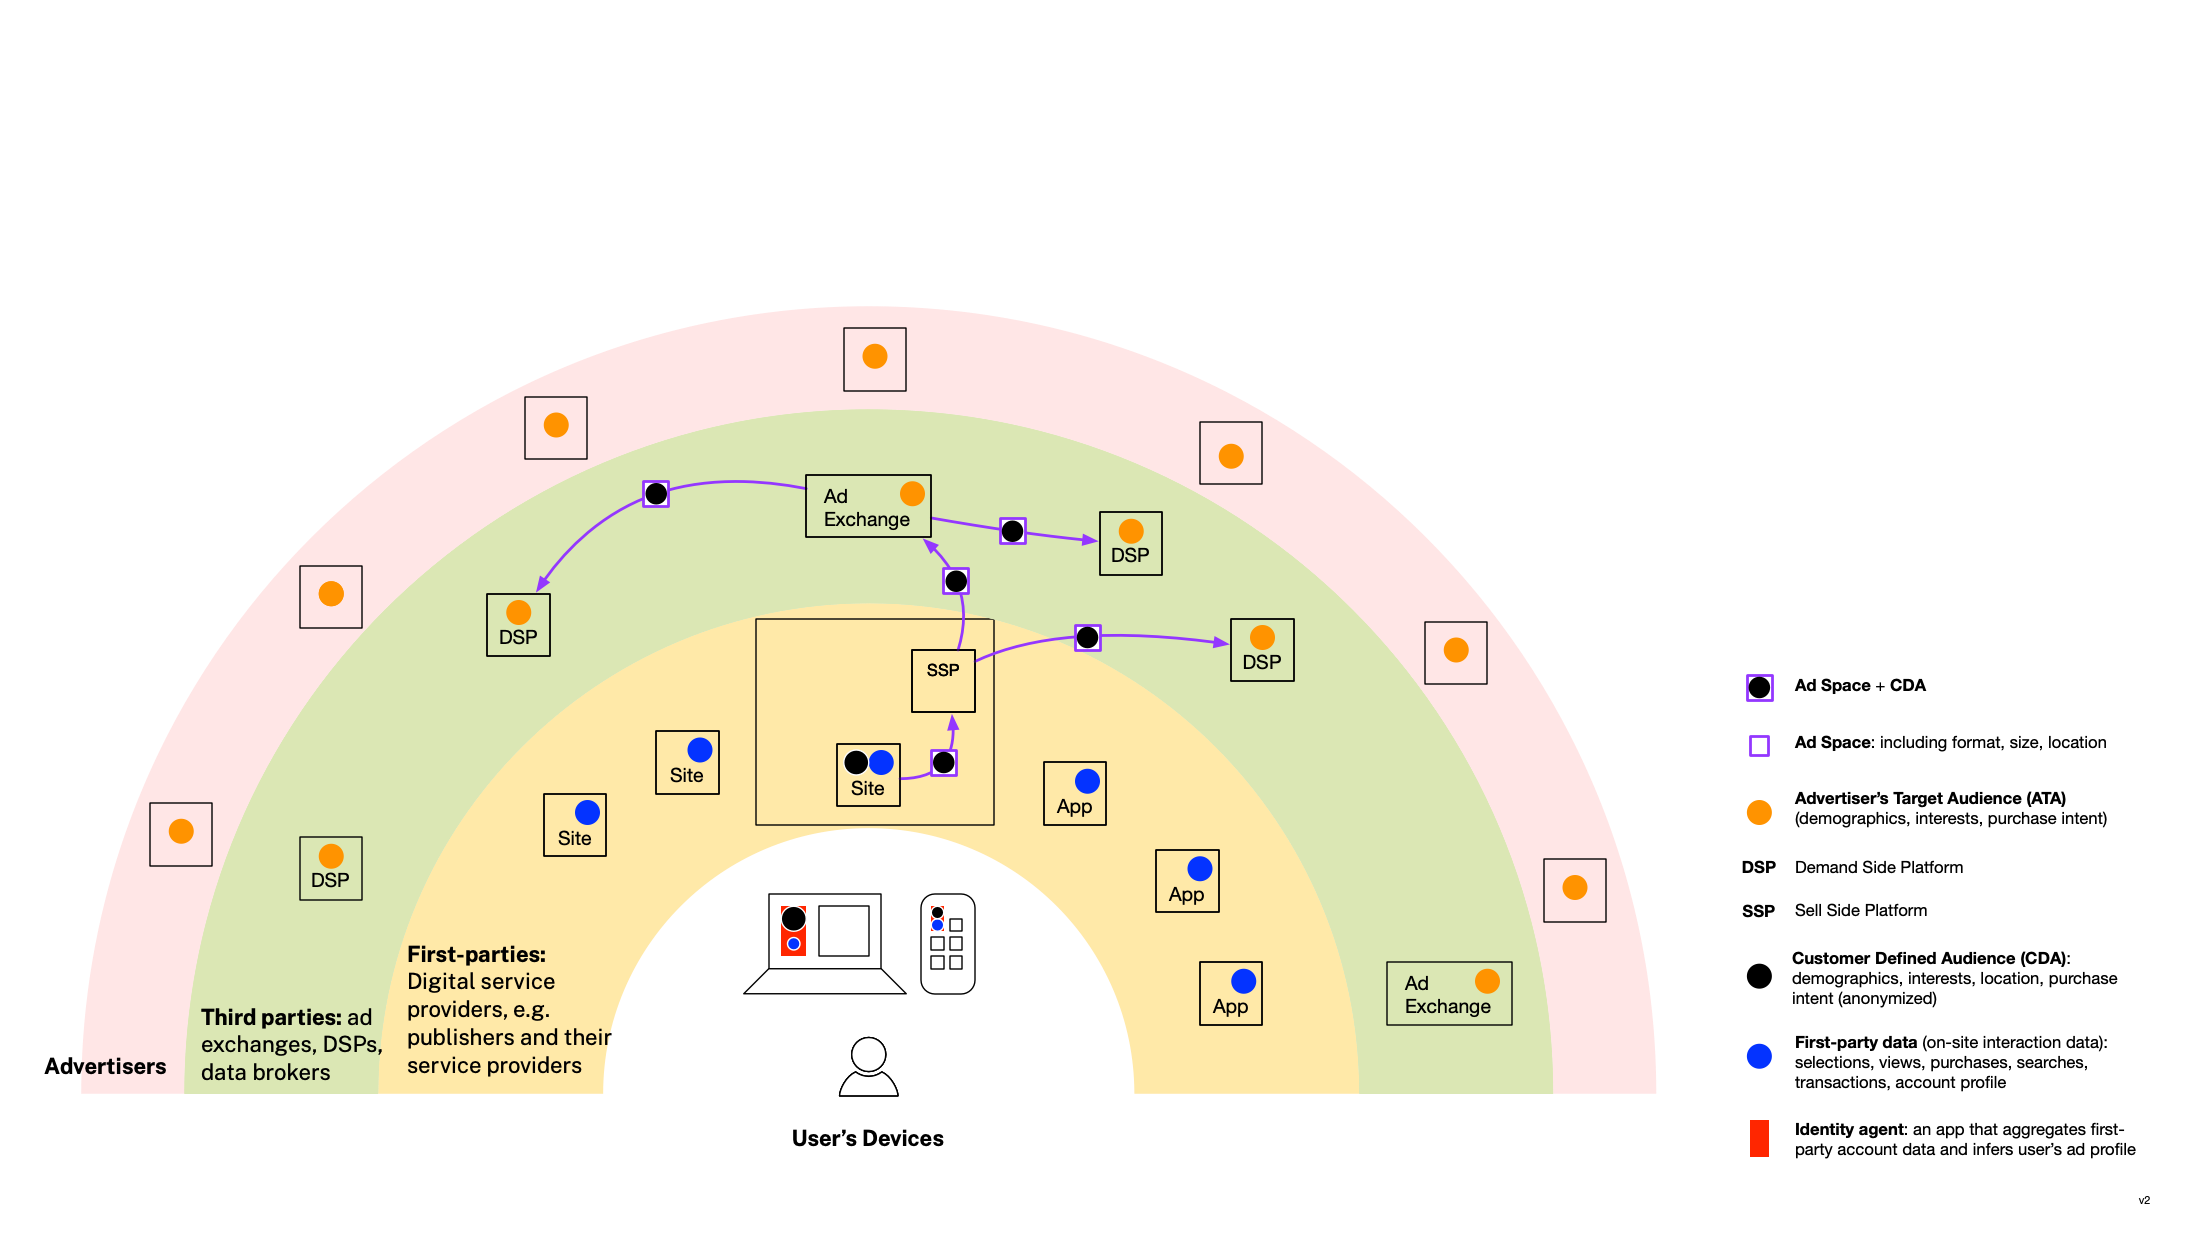 Ad
Exchange
DSP
DSP
DSP
SSP
Site
Site
Site
App
App
App
DSP
Ad
Exchange
First-parties:
Digital service
providers, e.g.
publishers and their
service providers
Third parties: ad
exchanges, DSPs,
data brokers
Advertisers
User's Devices
Ad Space + CDA
Ad Space: including format, size, location
Advertiser's Target Audience (ATA)
(demographics, interests, purchase intent)
DSP Demand Side Platform
SSP Sell Side Platform
Customer Defined Audience (CDA):
demographics, interests, location, purchase
intent (anonymized)
First-party data (on-site interaction data):
selections, views, purchases, searches,
transactions, account profile
Identity agent: an app that aggregates first-
party account data and infers user's ad profile
v2